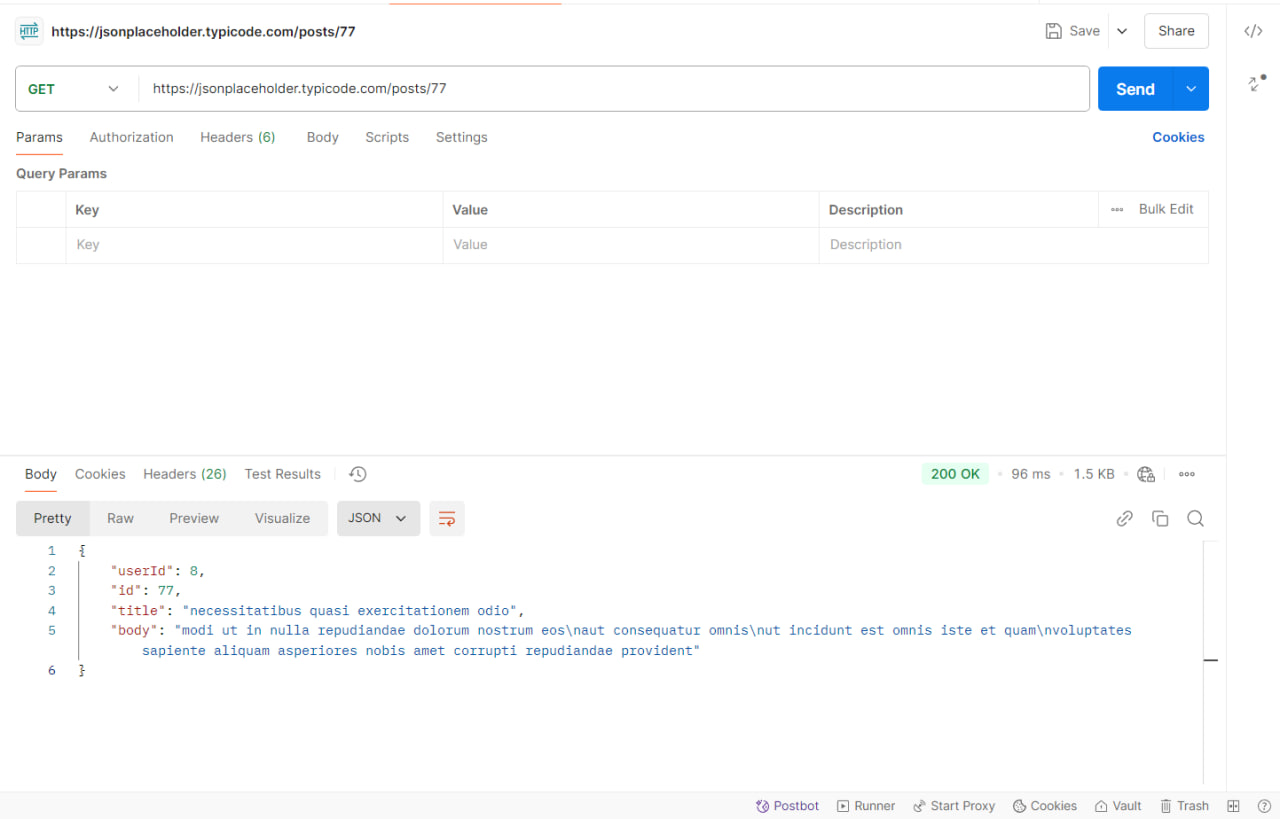 HTTP https://jsonplaceholder.typicode.com/posts/77 Save Share </>
GET https://jsonplaceholder.typicode.com/posts/77 Send
Params Authorization Headers (6) Body Scripts Settings Cookies
Query Params
Key Value Description Bulk Edit
Key Value Description
Body Cookies Headers (26) Test Results 200 OK 96 ms 1.5 KB
Pretty Raw Preview Visualize JSON
1 {
2 "userId": 8,
3 "id": 77,
4 "title": "necessitatibus quasi exercitationem odio",
5 "body": "modi ut in nulla repudiandae dolorum nostrum eos\naut consequatur omnis\nut incidunt est omnis iste et quam\nvoluptates
sapiente aliquam asperiores nobis amet corrupti repudiandae provident"
6 }
Postbot Runner Start Proxy Cookies Vault Trash